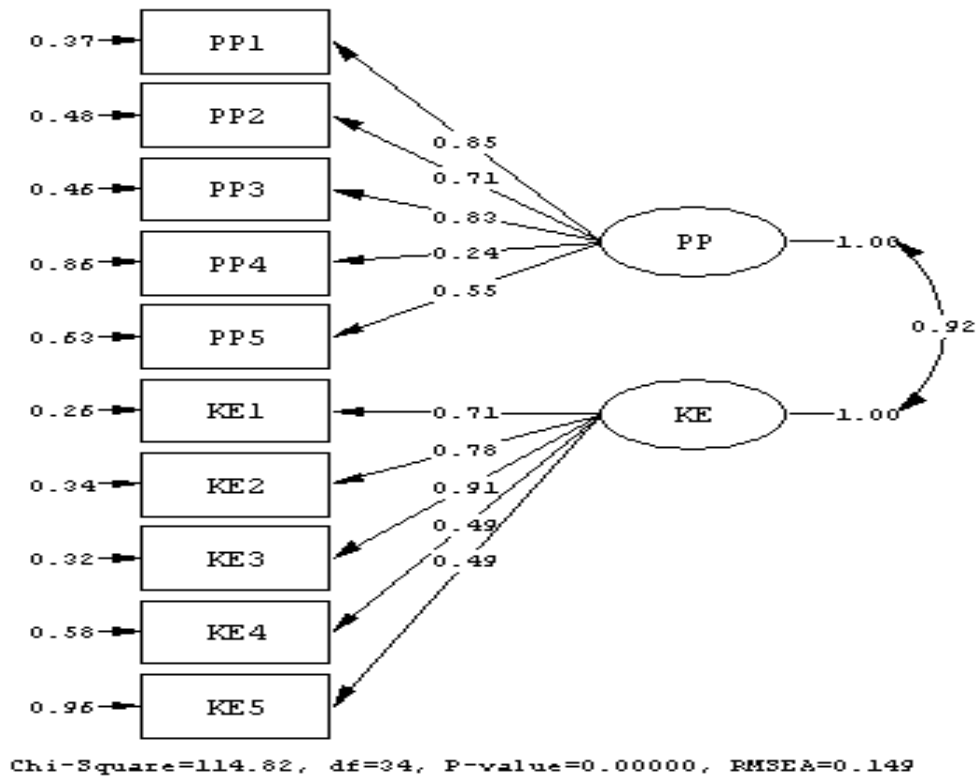 0.37 PP1
0.48 PP2
0.85
0.71
0.46 PP3
0.83
PP 1.00
0.86 PP4
0.24
0.55
0.63 PP5
0.92
0.26 KE1
0.71
KE 1.00
0.78
0.34 KE2
0.91
0.49
0.32 KE3
0.49
0.58 KE4
0.96 KE5
Chi-Square=114.82, df=34, P-value=0.00000, RMSEA=0.149